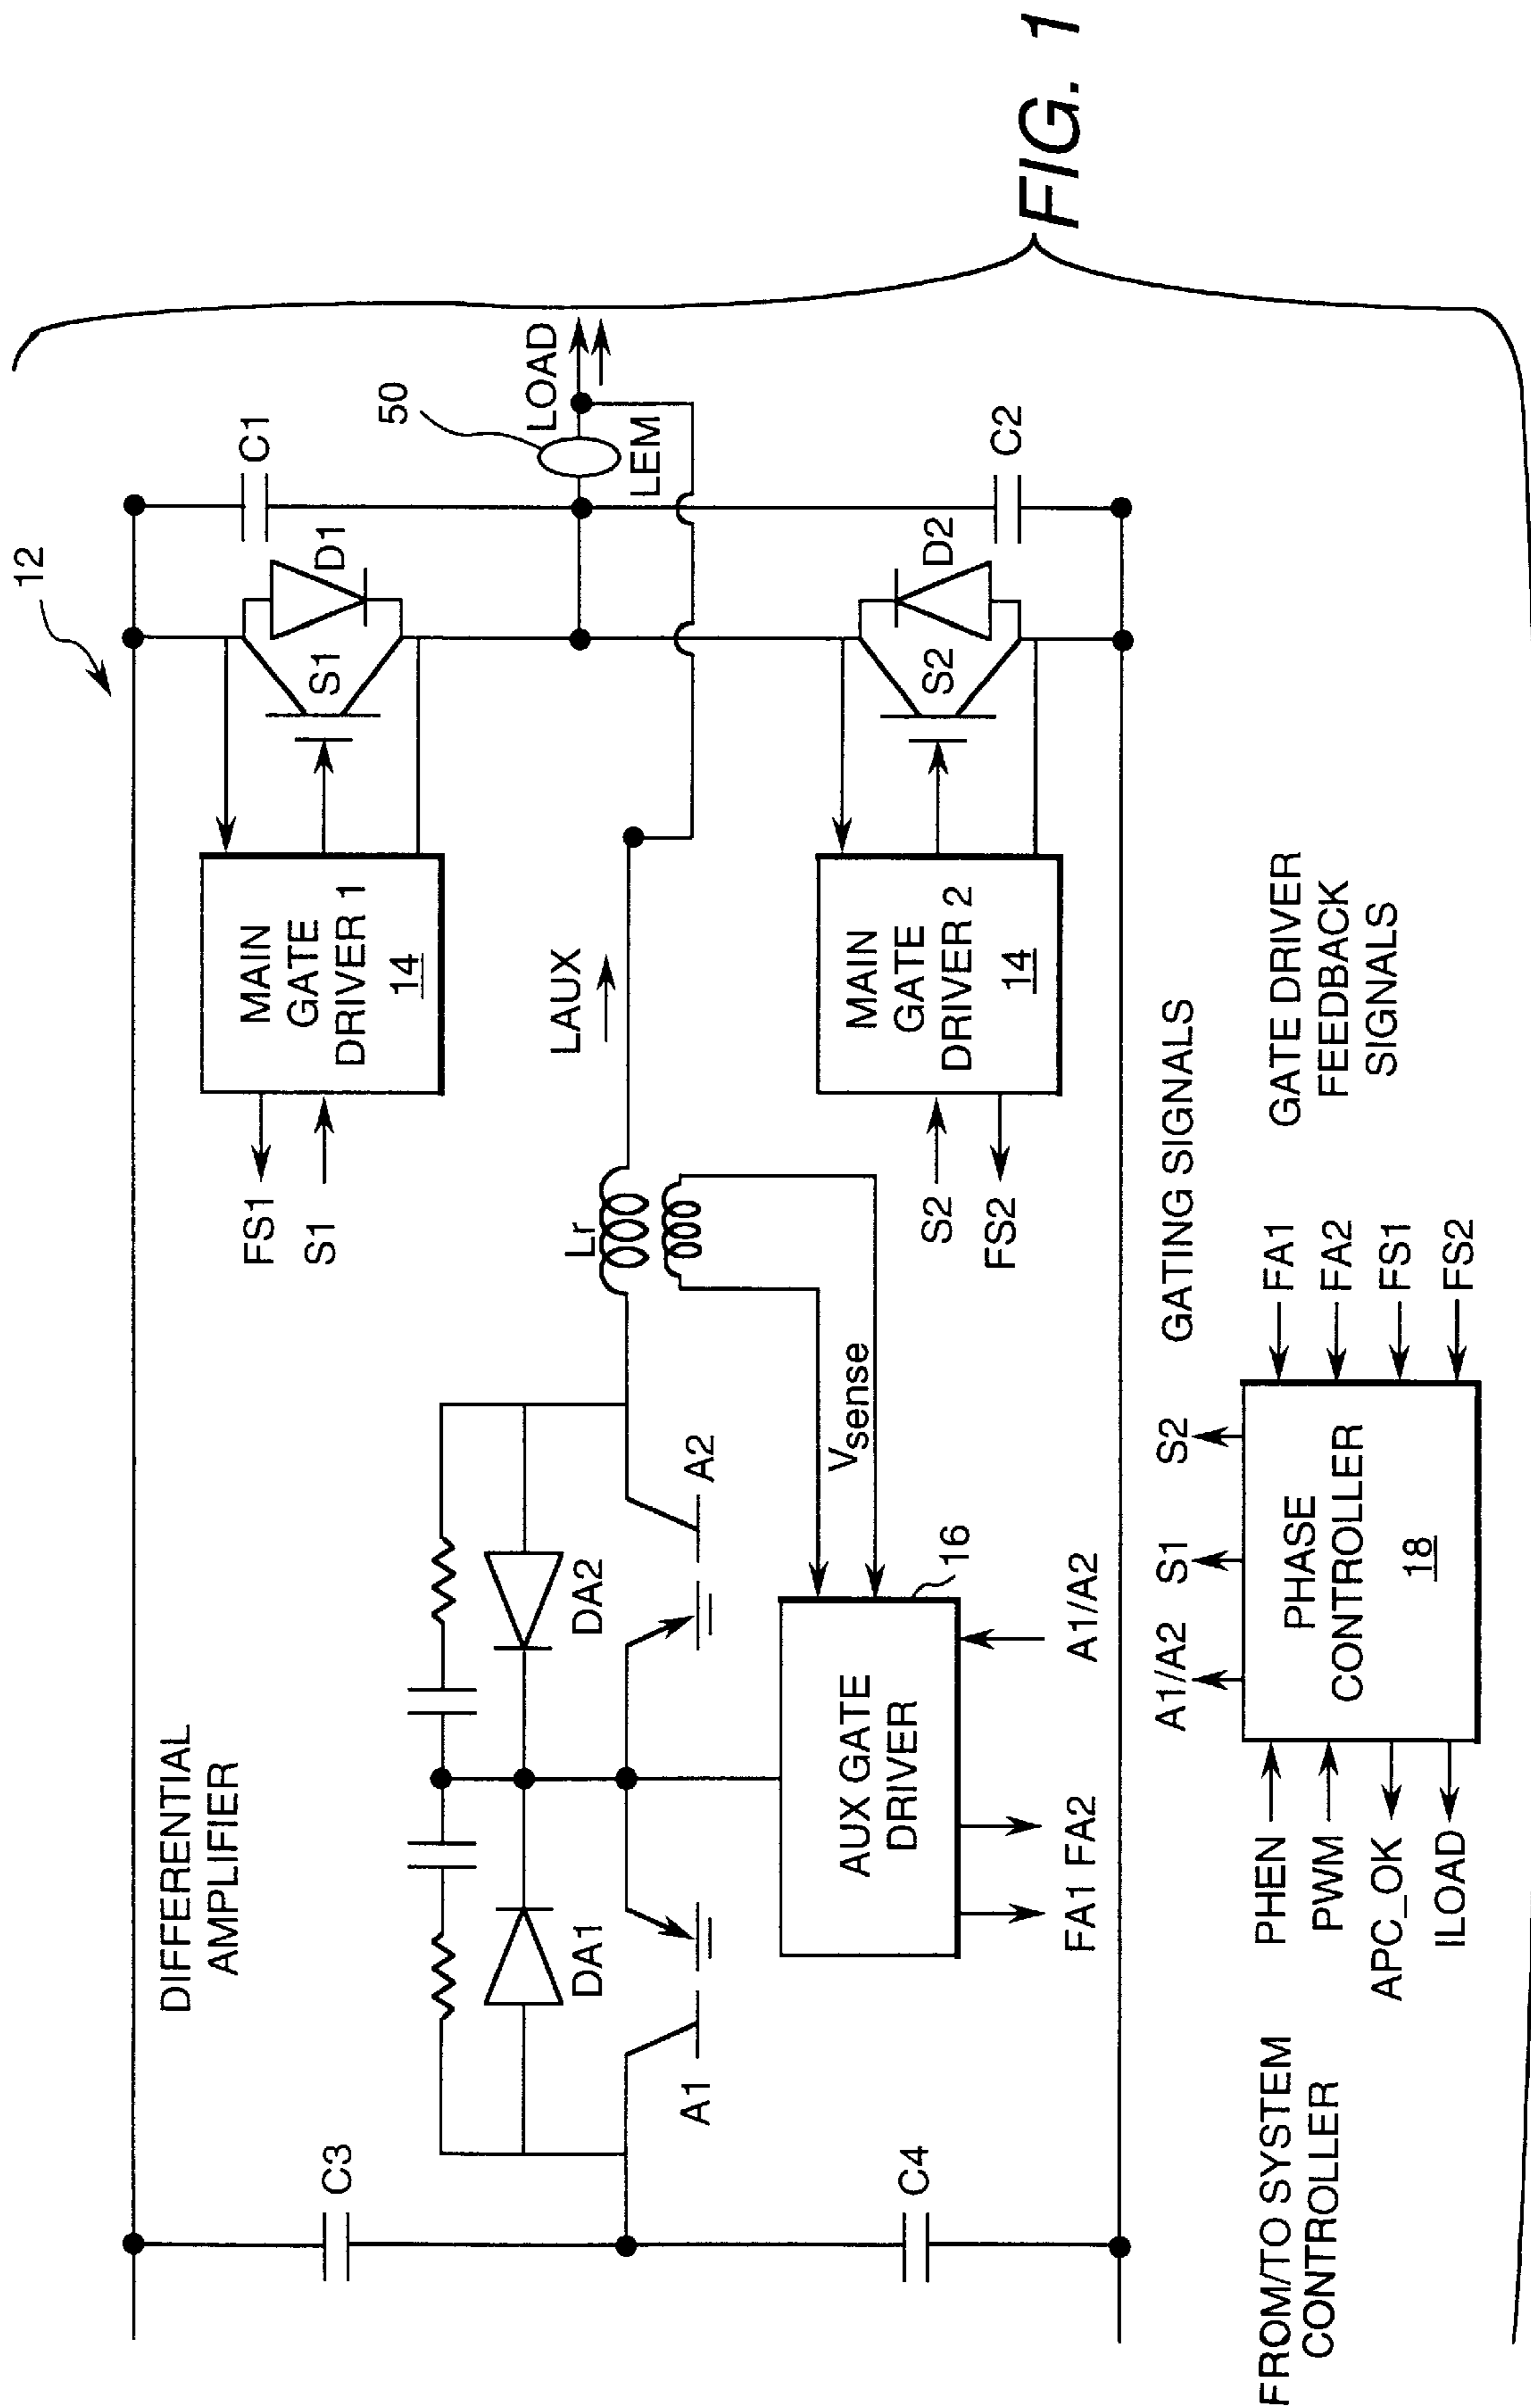 FIG. 1
12
DIFFERENTIAL
AMPLIFIER
C3
C4
DA1
DA2
A1
A2
Lr
LAUX
Vsense
AUX GATE
DRIVER
16
FA1 FA2
A1/A2
FS1
S1
MAIN
GATE
DRIVER 1
14
S1
D1
C1
50
LOAD
LEM
S2
FS2
MAIN
GATE
DRIVER 2
14
S2
D2
C2
FROM/TO SYSTEM
CONTROLLER
PHEN
PWM
APC_OK
ILOAD
A1/A2
S1
S2
GATING SIGNALS
PHASE
CONTROLLER
18
FA1
FA2
FS1
FS2
GATE DRIVER
FEEDBACK
SIGNALS